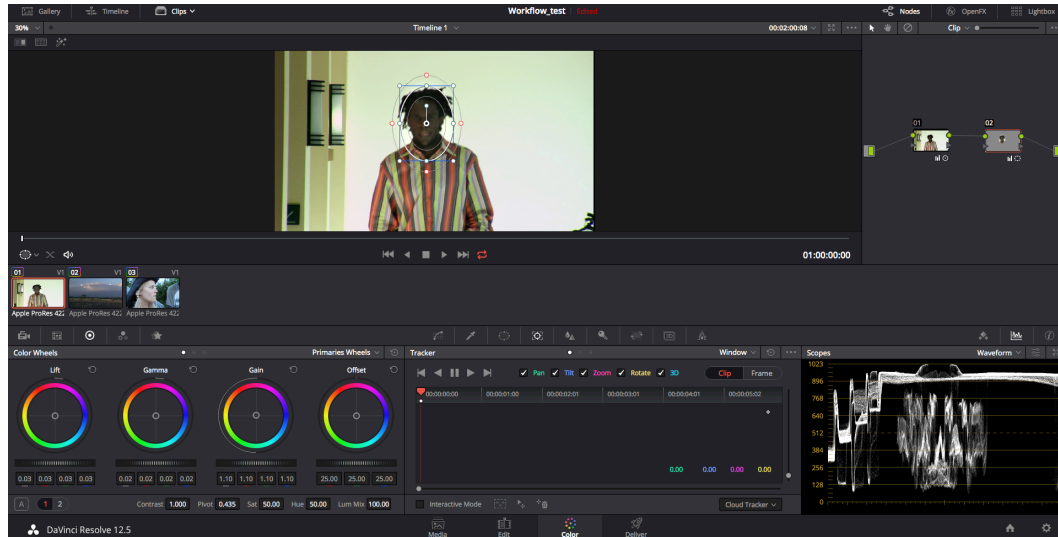 Gallery Timeline Clips Workflow_test Edited Nodes OpenFX Lightbox
30% Timeline 1 00:02:00:08 Clip
01 02
01:00:00:00
01 V1 02 V1 03 V1
Apple ProRes 422 Apple ProRes 422 Apple ProRes 422
Color Wheels Primaries Wheels Tracker Window Scopes Waveform
Lift Gamma Gain Offset
Pan Tilt Zoom Rotate 3D Clip Frame
00:00:00:00 00:00:01:00 00:00:02:01 00:00:03:01 00:00:04:01 00:00:05:02
1023
896
768
640
512
384
256
128
0
0.00 0.00 0.00 0.00
0.03 0.03 0.03 0.03 0.02 0.02 0.02 0.02 1.10 1.10 1.10 1.10 25.00 25.00 25.00 25.00
A 1 2 Contrast 1.000 Pivot 0.435 Sat 50.00 Hue 50.00 Lum Mix 100.00 Interactive Mode Cloud Tracker
DaVinci Resolve 12.5 Media Edit Color Deliver